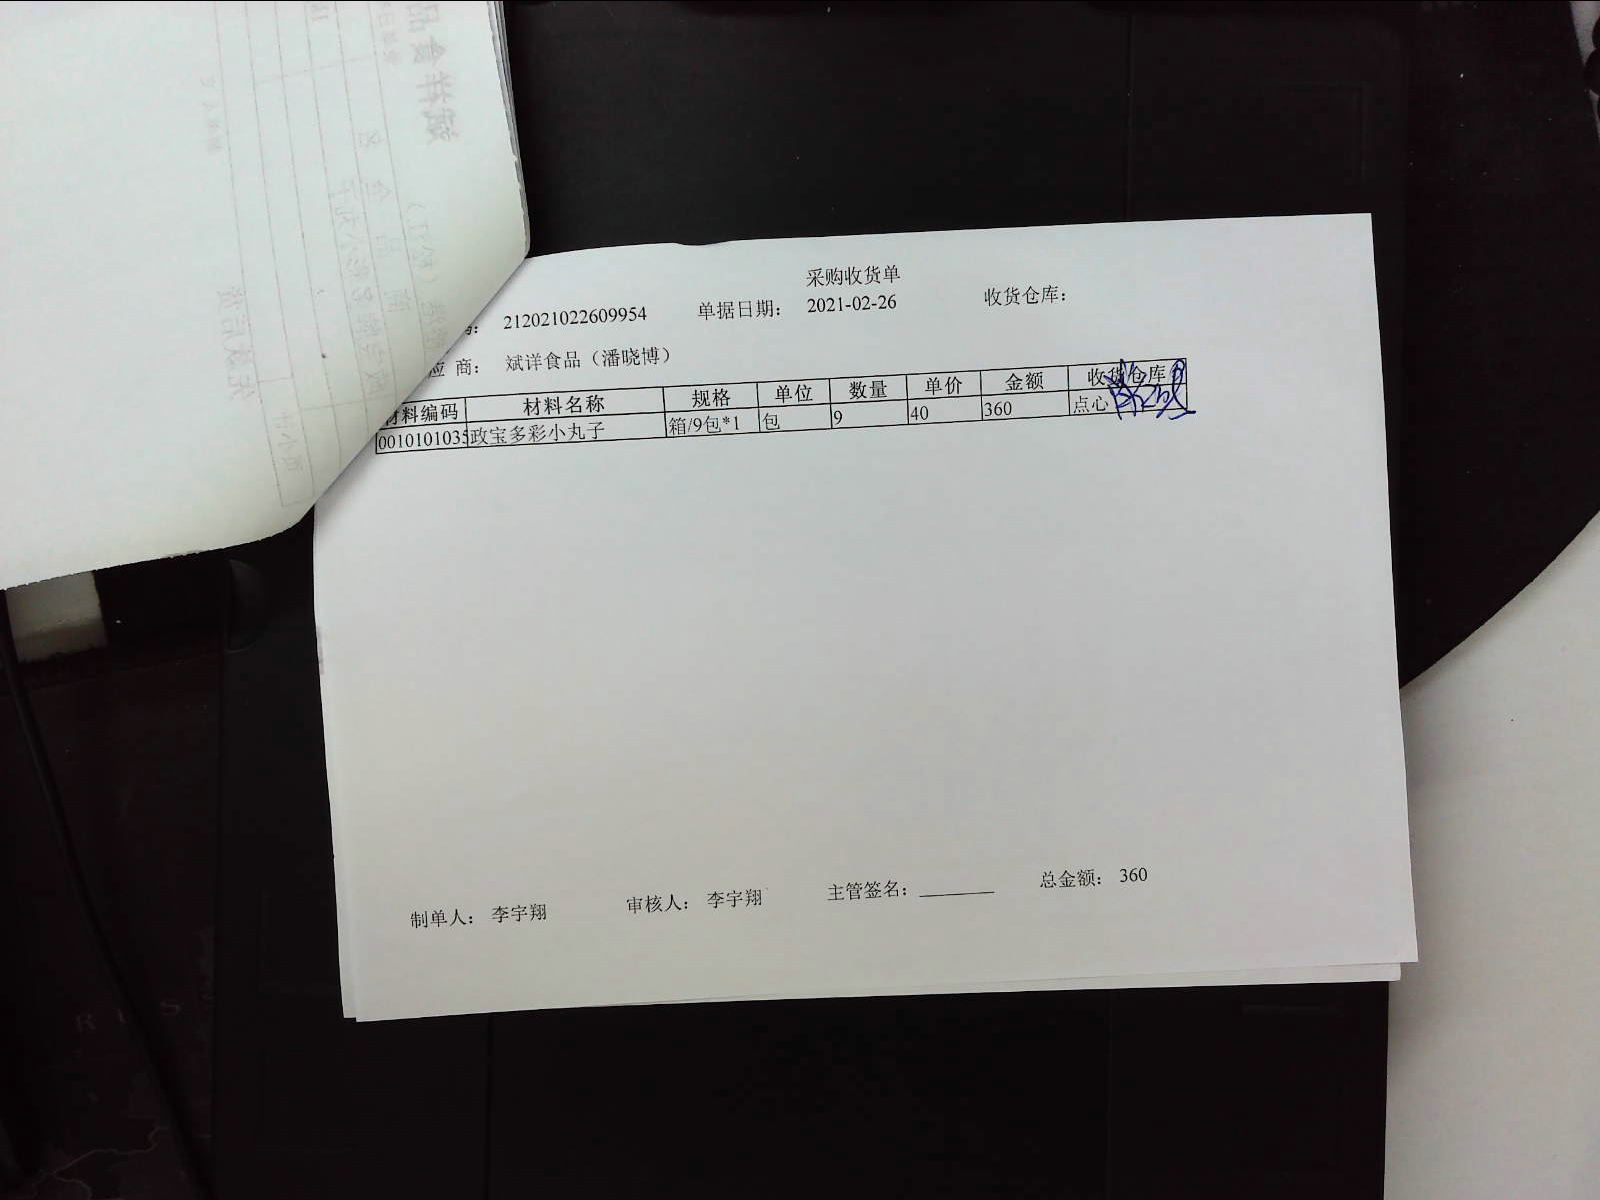 采购收货单
码： 212021022609954 单据日期： 2021-02-26 收货仓库：
应 商： 斌洋食品（潘晓博）
材料编码 材料名称 规格 单位 数量 单价 金额 收货仓库
0010101035 政宝多彩小丸子 箱/9包*1 包 9 40 360 点心
制单人： 李宇翔 审核人： 李宇翔 主管签名：________ 总金额： 360